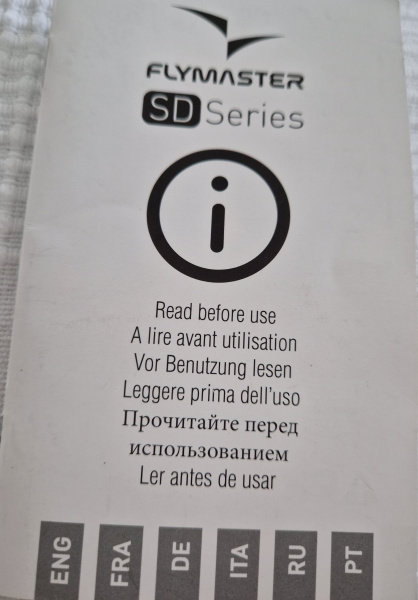 FLYMASTER
SD Series
i
Read before use
A lire avant utilisation
Vor Benutzung lesen
Leggere prima dell'uso
Прочитайте перед
использованием
Ler antes de usar
ENG FRA DE ITA RU PT